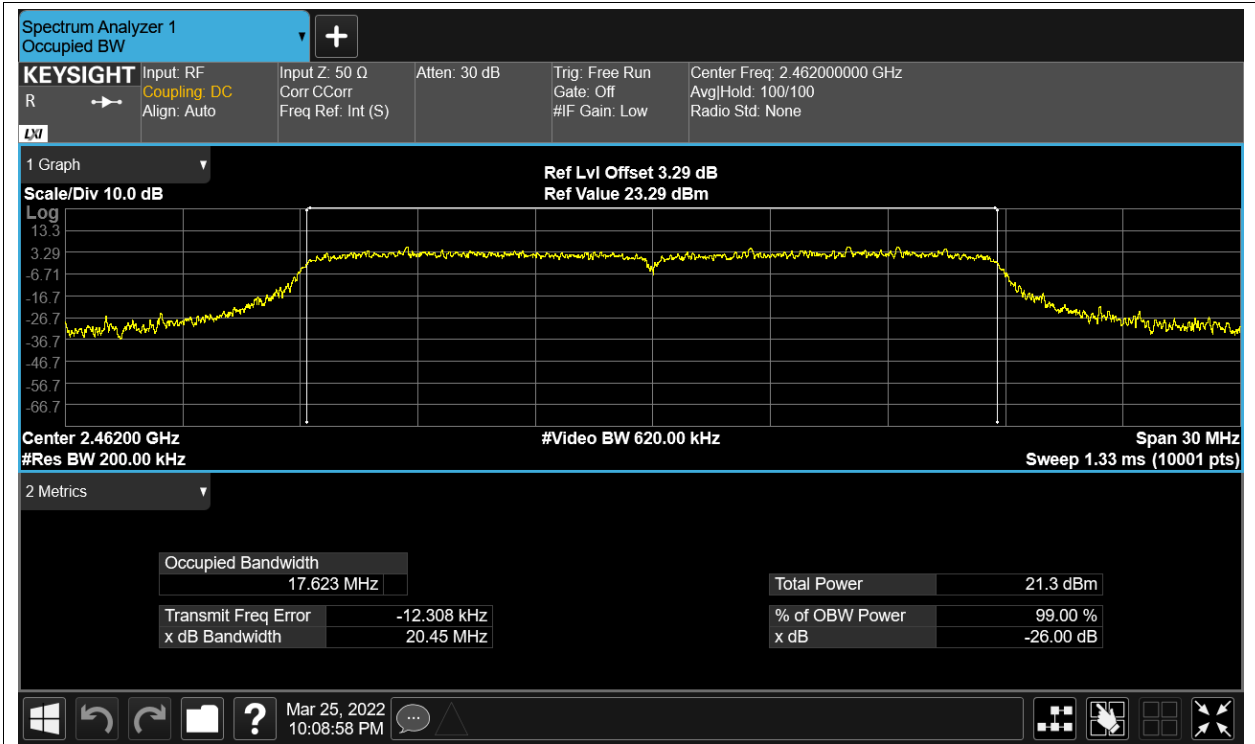 Spectrum Analyzer 1
Occupied BW
+
KEYSIGHT Input: RF Input Z: 50 Ω Atten: 30 dB Trig: Free Run Center Freq: 2.462000000 GHz
R Coupling: DC Corr CCorr Gate: Off Avg|Hold: 100/100
Align: Auto Freq Ref: Int (S) #IF Gain: Low Radio Std: None
LXI
1 Graph
Ref Lvl Offset 3.29 dB
Scale/Div 10.0 dB Ref Value 23.29 dBm
Log
13.3
3.29
-6.71
-16.7
-26.7
-36.7
-46.7
-56.7
-66.7
Center 2.46200 GHz #Video BW 620.00 kHz Span 30 MHz
#Res BW 200.00 kHz Sweep 1.33 ms (10001 pts)
2 Metrics
Occupied Bandwidth
17.623 MHz Total Power 21.3 dBm
Transmit Freq Error -12.308 kHz % of OBW Power 99.00 %
x dB Bandwidth 20.45 MHz x dB -26.00 dB
? Mar 25, 2022
10:08:58 PM